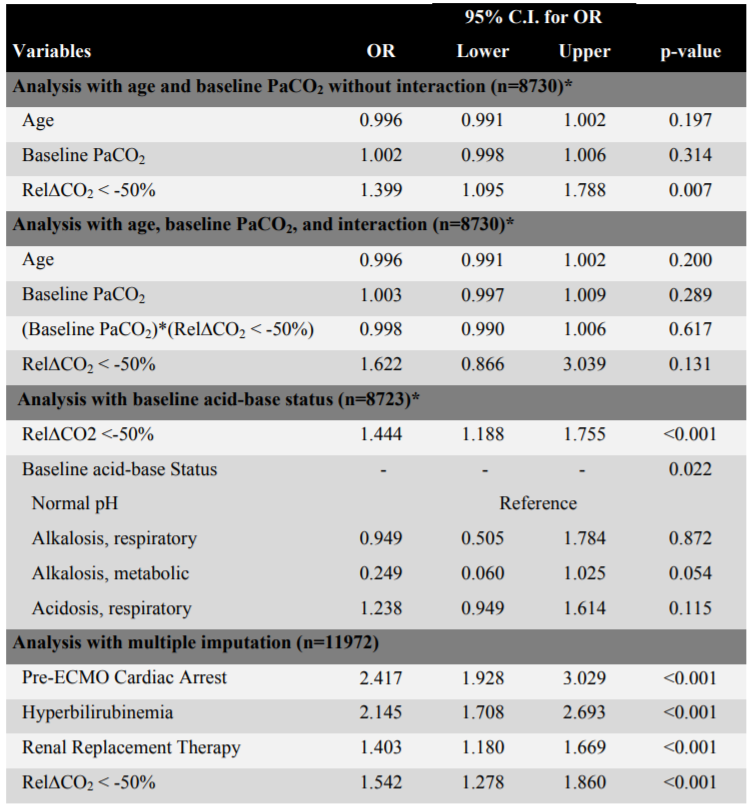 95% C.I. for OR
Variables OR Lower Upper p-value
Analysis with age and baseline PaCO₂ without interaction (n=8730)*
Age 0.996 0.991 1.002 0.197
Baseline PaCO₂ 1.002 0.998 1.006 0.314
RelΔCO₂ < -50% 1.399 1.095 1.788 0.007
Analysis with age, baseline PaCO₂, and interaction (n=8730)*
Age 0.996 0.991 1.002 0.200
Baseline PaCO₂ 1.003 0.997 1.009 0.289
(Baseline PaCO₂)*(RelΔCO₂ < -50%) 0.998 0.990 1.006 0.617
RelΔCO₂ < -50% 1.622 0.866 3.039 0.131
Analysis with baseline acid-base status (n=8723)*
RelΔCO2 <-50% 1.444 1.188 1.755 <0.001
Baseline acid-base Status - - - 0.022
Normal pH Reference
Alkalosis, respiratory 0.949 0.505 1.784 0.872
Alkalosis, metabolic 0.249 0.060 1.025 0.054
Acidosis, respiratory 1.238 0.949 1.614 0.115
Analysis with multiple imputation (n=11972)
Pre-ECMO Cardiac Arrest 2.417 1.928 3.029 <0.001
Hyperbilirubinemia 2.145 1.708 2.693 <0.001
Renal Replacement Therapy 1.403 1.180 1.669 <0.001
RelΔCO₂ < -50% 1.542 1.278 1.860 <0.001